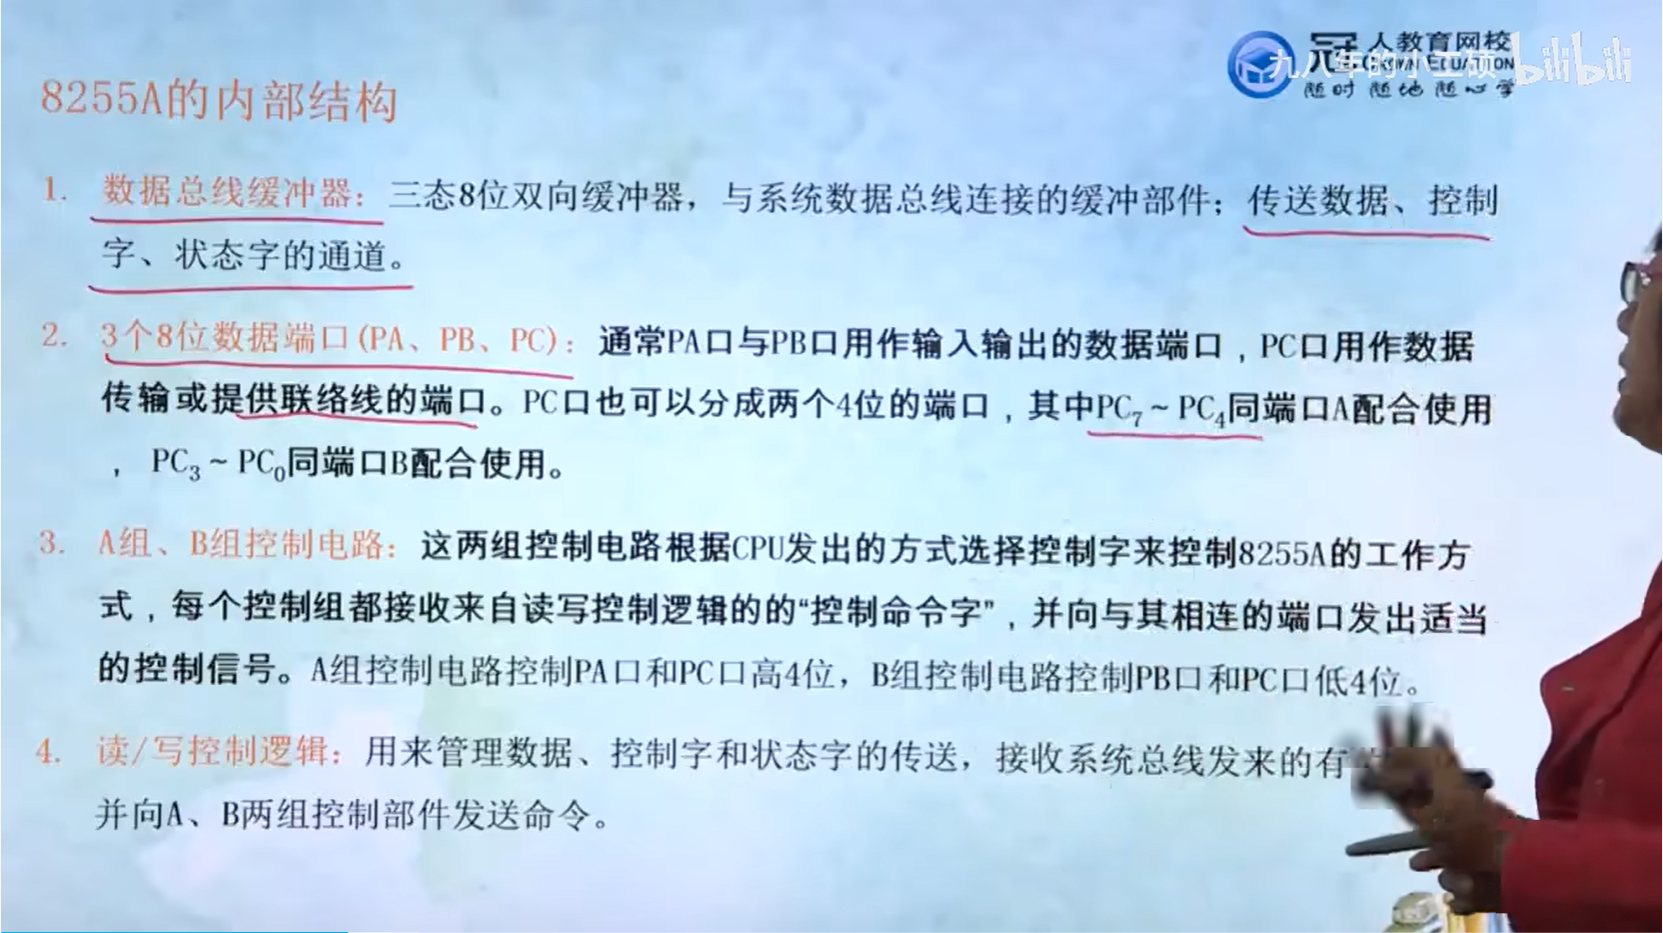 冠人教育网校
CROWN EDUATION
随时 随地 随心学
九八年的小工硕
bilibili
8255A的内部结构
1. 数据总线缓冲器：三态8位双向缓冲器，与系统数据总线连接的缓冲部件；传送数据、控制
字、状态字的通道。
2. 3个8位数据端口(PA、PB、PC)：通常PA口与PB口用作输入输出的数据端口，PC口用作数据
传输或提供联络线的端口。PC口也可以分成两个4位的端口，其中PC₇～PC₄同端口A配合使用
，PC₃～PC₀同端口B配合使用。
3. A组、B组控制电路：这两组控制电路根据CPU发出的方式选择控制字来控制8255A的工作方
式，每个控制组都接收来自读写控制逻辑的的“控制命令字”，并向与其相连的端口发出适当
的控制信号。A组控制电路控制PA口和PC口高4位，B组控制电路控制PB口和PC口低4位。
4. 读/写控制逻辑：用来管理数据、控制字和状态字的传送，接收系统总线发来的有
并向A、B两组控制部件发送命令。